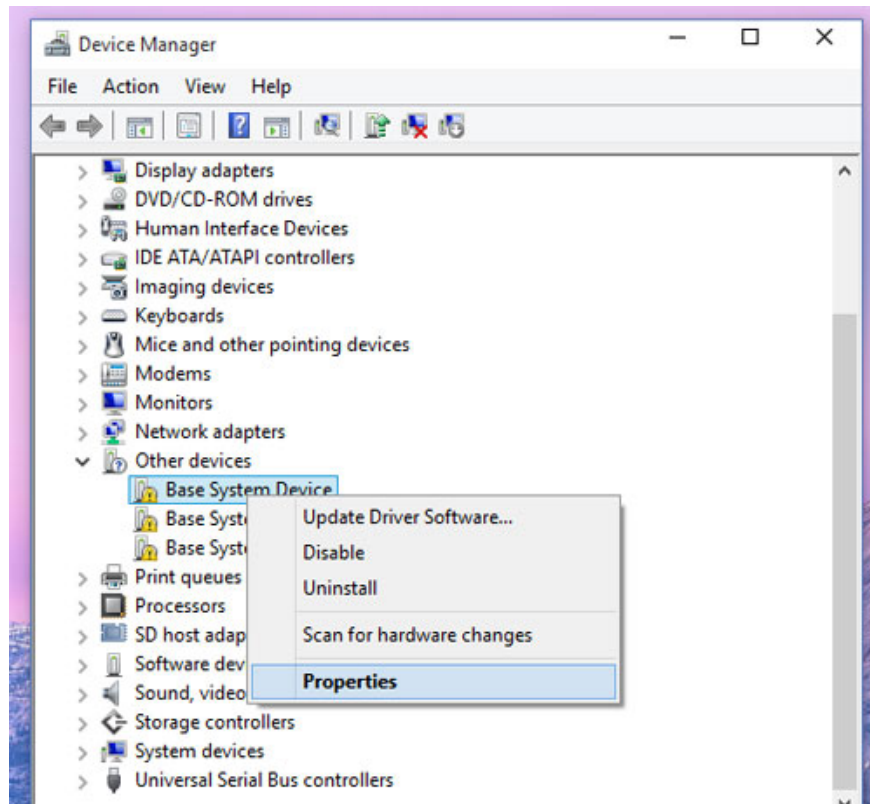 Device Manager
File Action View Help
Display adapters
DVD/CD-ROM drives
Human Interface Devices
IDE ATA/ATAPI controllers
Imaging devices
Keyboards
Mice and other pointing devices
Modems
Monitors
Network adapters
Other devices
Base System Device
Base Syst
Base Syst
Update Driver Software...
Disable
Uninstall
Scan for hardware changes
Properties
Print queues
Processors
SD host adap
Software dev
Sound, video
Storage controllers
System devices
Universal Serial Bus controllers